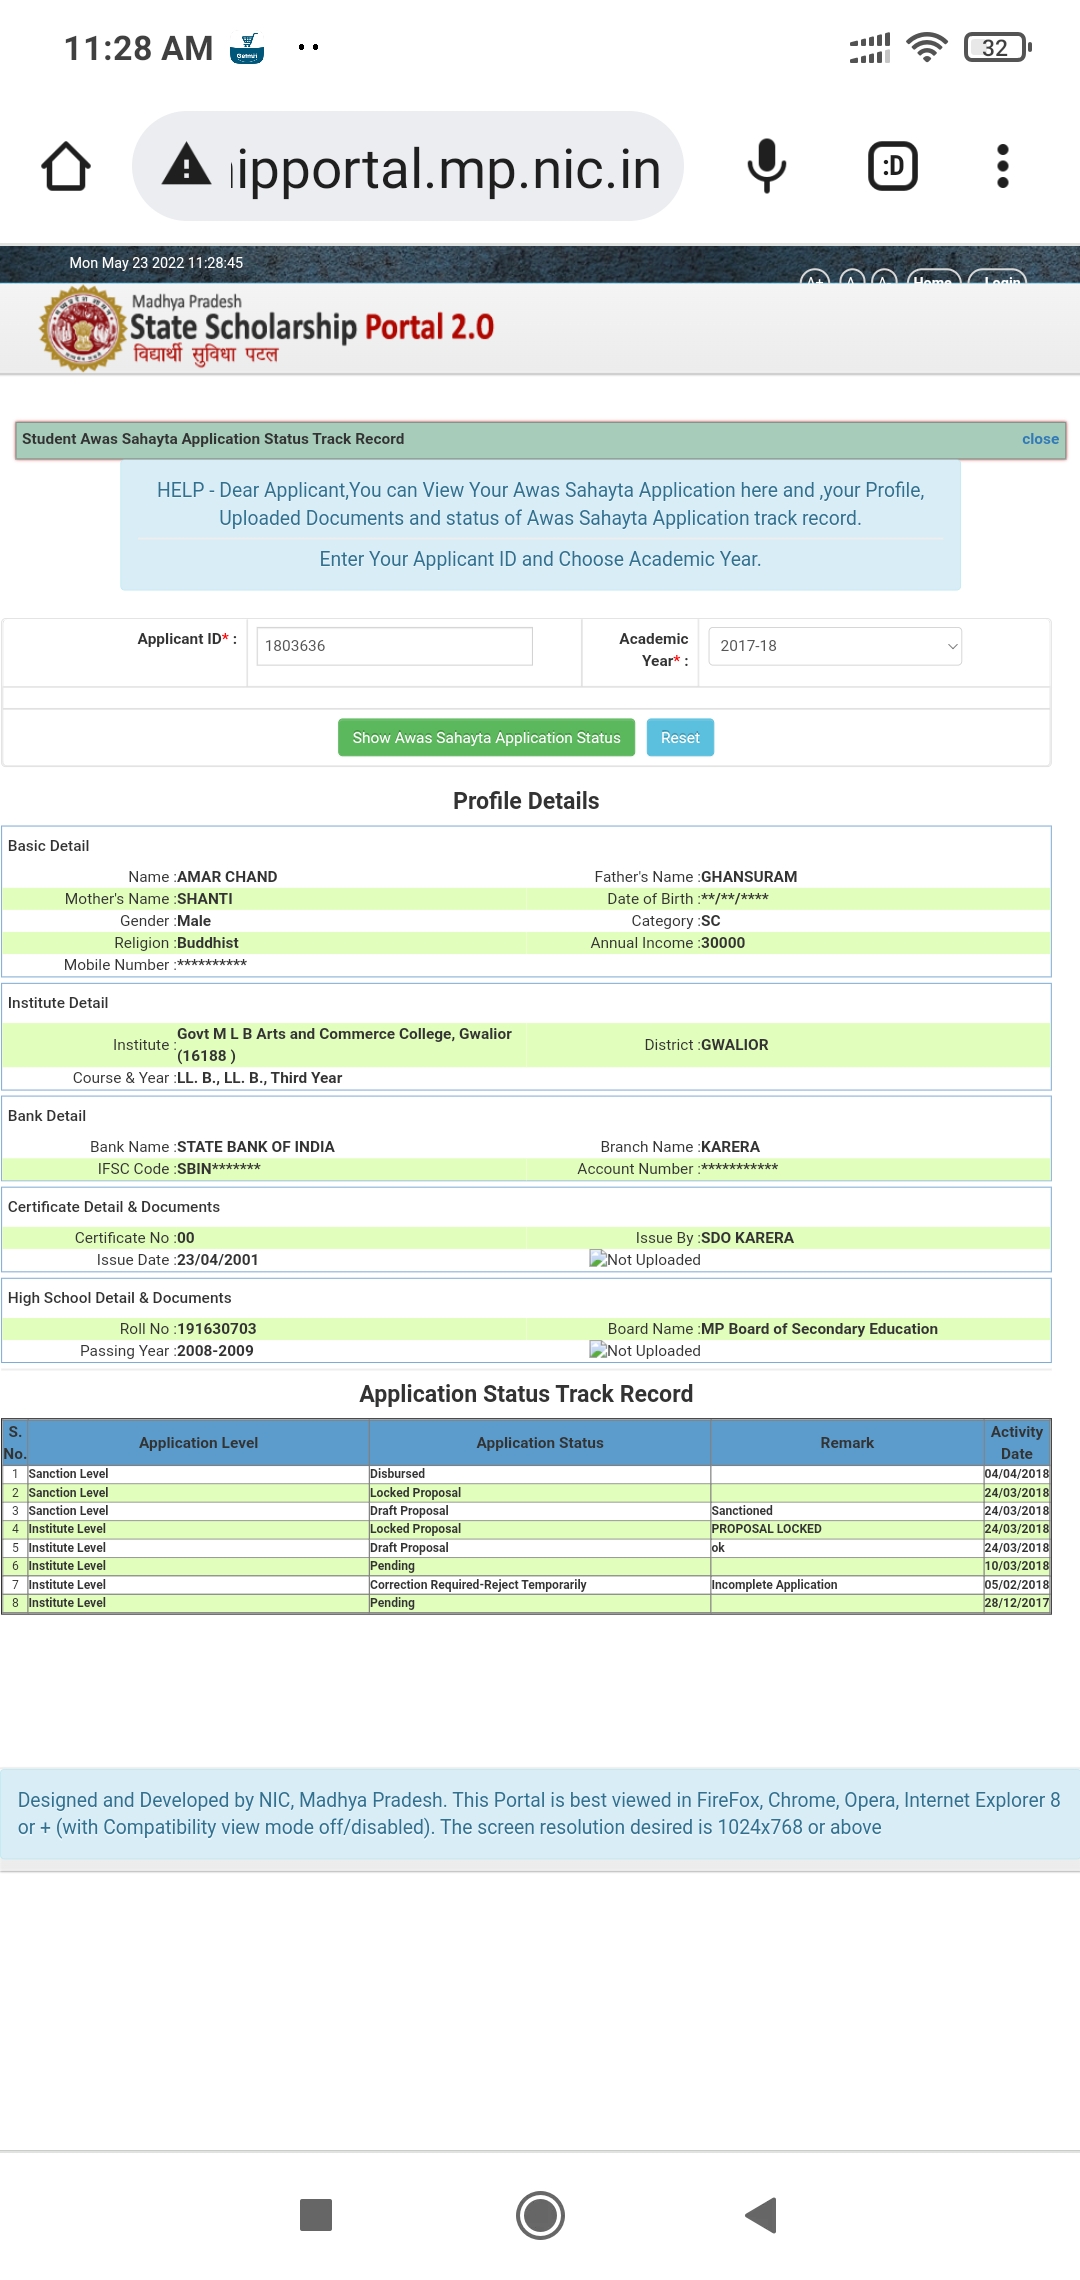 11:28 AM
32
ipportal.mp.nic.in
:D
Mon May 23 2022 11:28:45
A+ A A Home Login
Madhya Pradesh
State Scholarship Portal 2.0
विद्यार्थी सुविधा पटल
Student Awas Sahayta Application Status Track Record close
HELP - Dear Applicant,You can View Your Awas Sahayta Application here and ,your Profile,
Uploaded Documents and status of Awas Sahayta Application track record.
Enter Your Applicant ID and Choose Academic Year.
Applicant ID* : 1803636 Academic Year* : 2017-18
Show Awas Sahayta Application Status Reset
Profile Details
Basic Detail
Name :AMAR CHAND Father's Name :GHANSURAM
Mother's Name :SHANTI Date of Birth :**/**/****
Gender :Male Category :SC
Religion :Buddhist Annual Income :30000
Mobile Number :**********
Institute Detail
Institute :Govt M L B Arts and Commerce College, Gwalior (16188 ) District :GWALIOR
Course & Year :LL. B., LL. B., Third Year
Bank Detail
Bank Name :STATE BANK OF INDIA Branch Name :KARERA
IFSC Code :SBIN******* Account Number :***********
Certificate Detail & Documents
Certificate No :00 Issue By :SDO KARERA
Issue Date :23/04/2001 Not Uploaded
High School Detail & Documents
Roll No :191630703 Board Name :MP Board of Secondary Education
Passing Year :2008-2009 Not Uploaded
Application Status Track Record
S. No. Application Level Application Status Remark Activity Date
1 Sanction Level Disbursed 04/04/2018
2 Sanction Level Locked Proposal 24/03/2018
3 Sanction Level Draft Proposal Sanctioned 24/03/2018
4 Institute Level Locked Proposal PROPOSAL LOCKED 24/03/2018
5 Institute Level Draft Proposal ok 24/03/2018
6 Institute Level Pending 10/03/2018
7 Institute Level Correction Required-Reject Temporarily Incomplete Application 05/02/2018
8 Institute Level Pending 28/12/2017
Designed and Developed by NIC, Madhya Pradesh. This Portal is best viewed in FireFox, Chrome, Opera, Internet Explorer 8
or + (with Compatibility view mode off/disabled). The screen resolution desired is 1024x768 or above